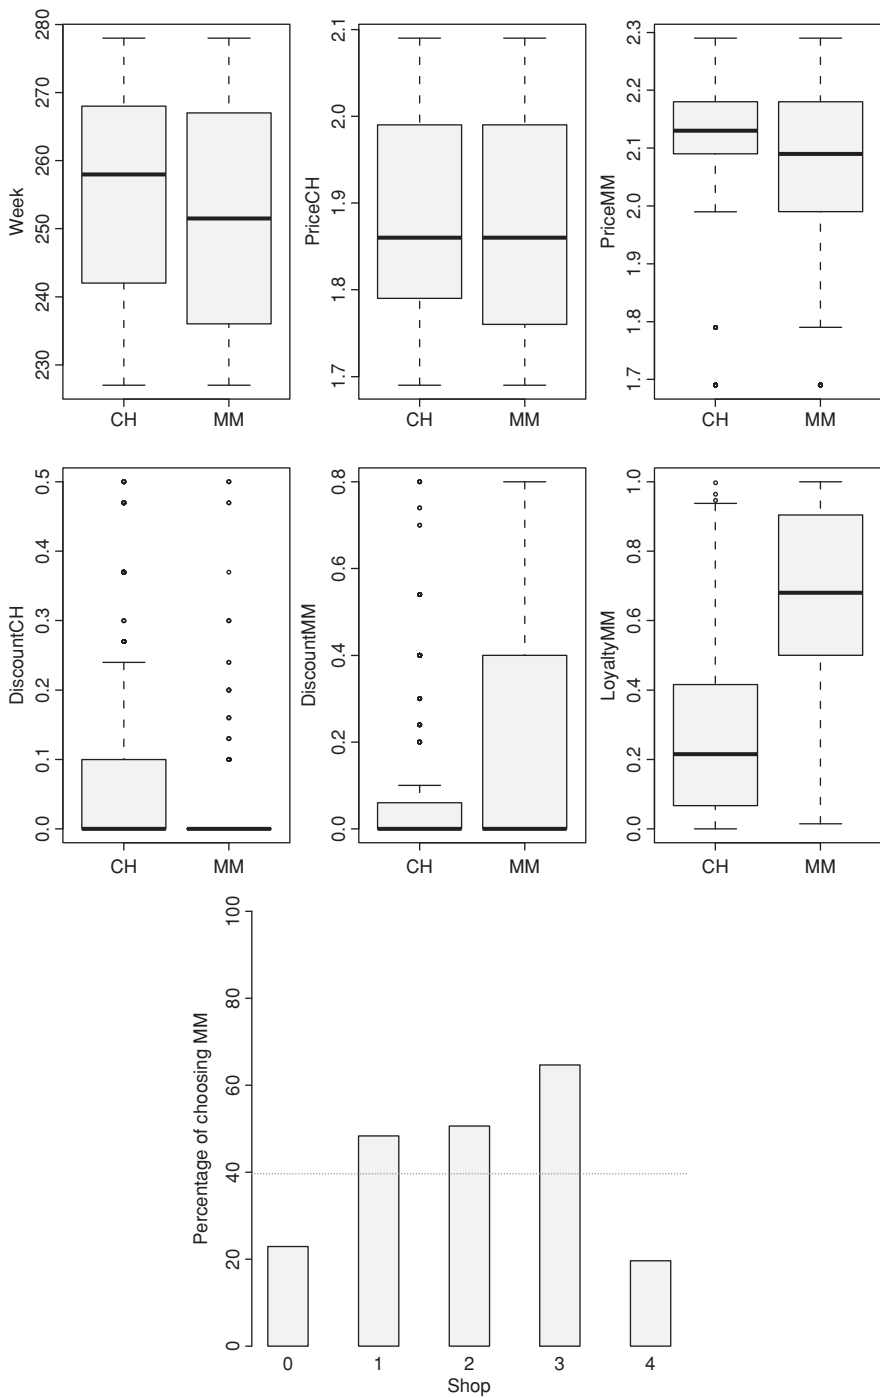 Week
280
270
260
250
240
230
CH MM
PriceCH
2.1
2.0
1.9
1.8
1.7
CH MM
PriceMM
2.3
2.2
2.1
2.0
1.9
1.8
1.7
CH MM
DiscountCH
0.5
0.4
0.3
0.2
0.1
0.0
CH MM
DiscountMM
0.8
0.6
0.4
0.2
0.0
CH MM
LoyaltyMM
1.0
0.8
0.6
0.4
0.2
0.0
CH MM
Percentage of choosing MM
100
80
60
40
20
0
0 1 2 3 4
Shop